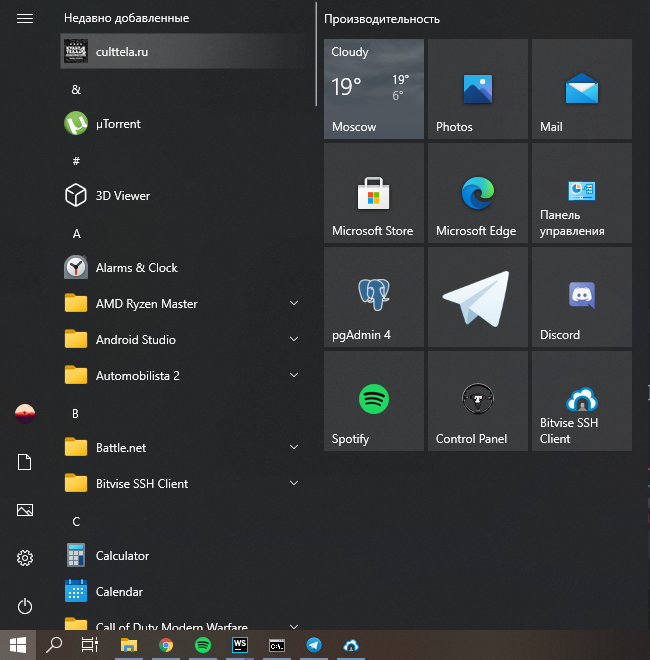 Недавно добавленные
culttela.ru
&
µTorrent
#
3D Viewer
A
Alarms & Clock
AMD Ryzen Master
Android Studio
Automobilista 2
B
Battle.net
Bitvise SSH Client
C
Calculator
Calendar
Call of Duty Modern Warfare
Производительность
Cloudy
19°
19°
6°
Moscow
Photos
Mail
Microsoft Store
Microsoft Edge
Панель
управления
pgAdmin 4
Discord
Spotify
Control Panel
Bitvise SSH
Client
WS
C:\.